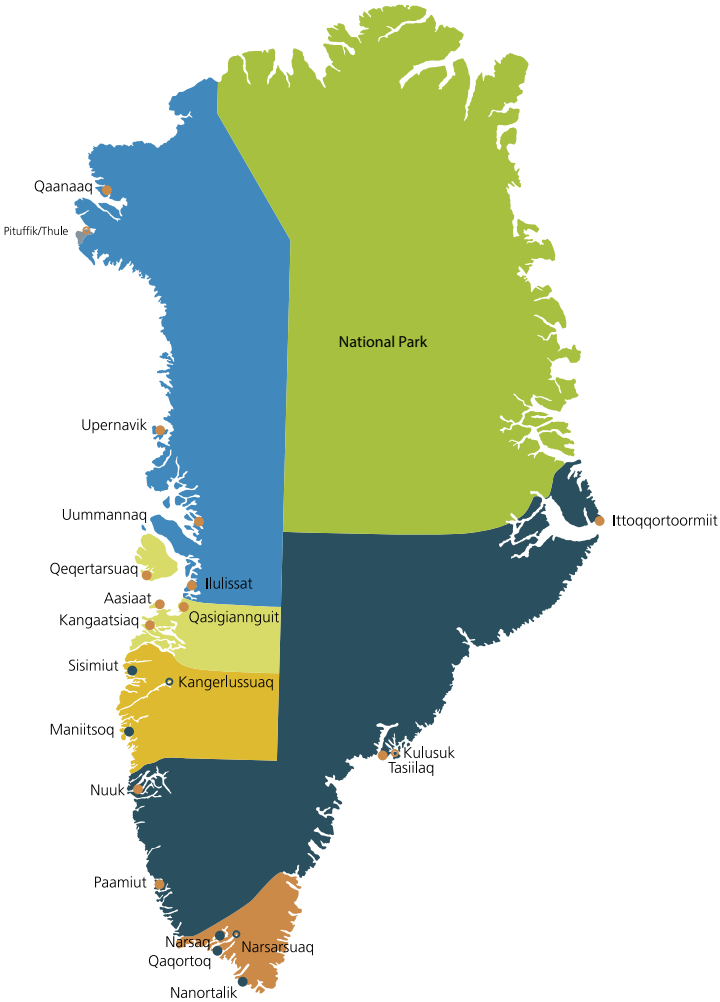 Qaanaaq
Pituffik/Thule
National Park
Upernavik
Uummannaq
Ittoqqortoormiit
Qeqertarsuaq
Ilulissat
Aasiaat
Qasigiannguit
Kangaatsiaq
Sisimiut
Kangerlussuaq
Maniitsoq
Kulusuk
Tasiilaq
Nuuk
Paamiut
Narsaq
Narsarsuaq
Qaqortoq
Nanortalik